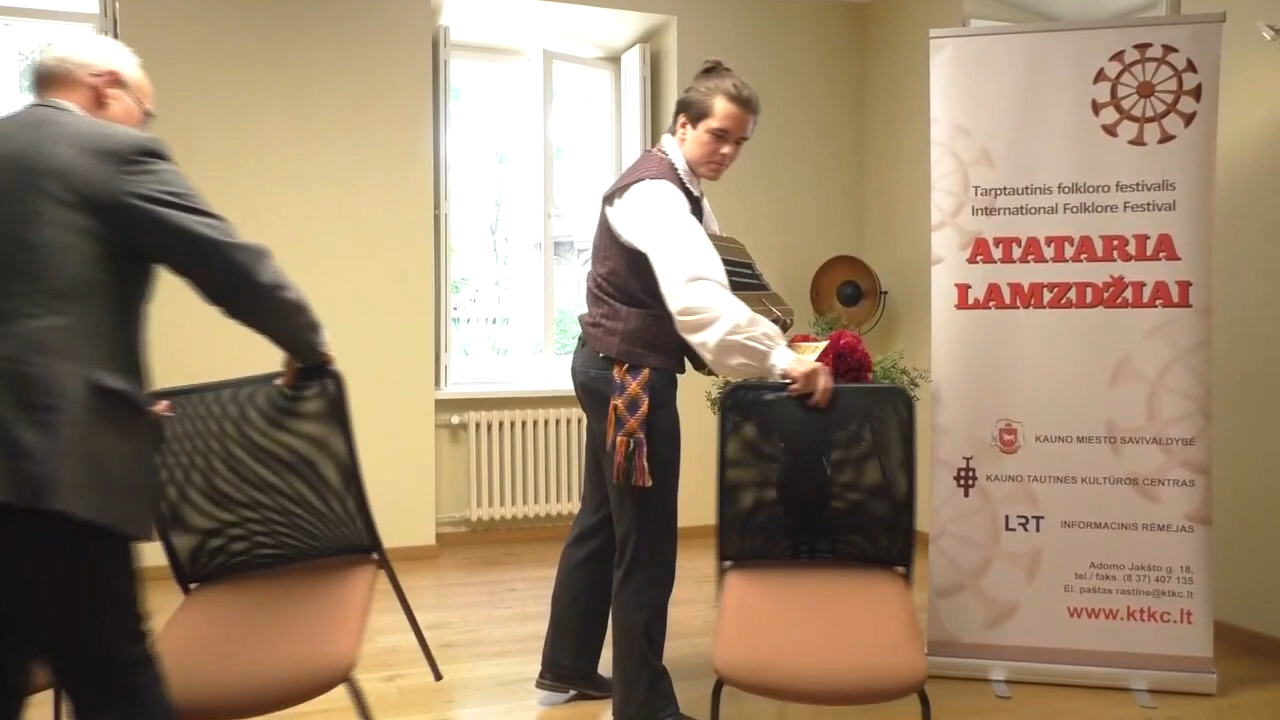 Tarptautinis folkloro festivalis
International Folklore Festival
ATATARIA
LAMZDŽIAI
KAUNO MIESTO SAVIVALDYBĖ
KAUNO TAUTINĖS KULTŪROS CENTRAS
LRT INFORMACINIS RĖMĖJAS
Adomo Jakšto g. 18,
tel./ faks. (8 37) 407 135
El. paštas rastine@ktkc.lt
www.ktkc.lt